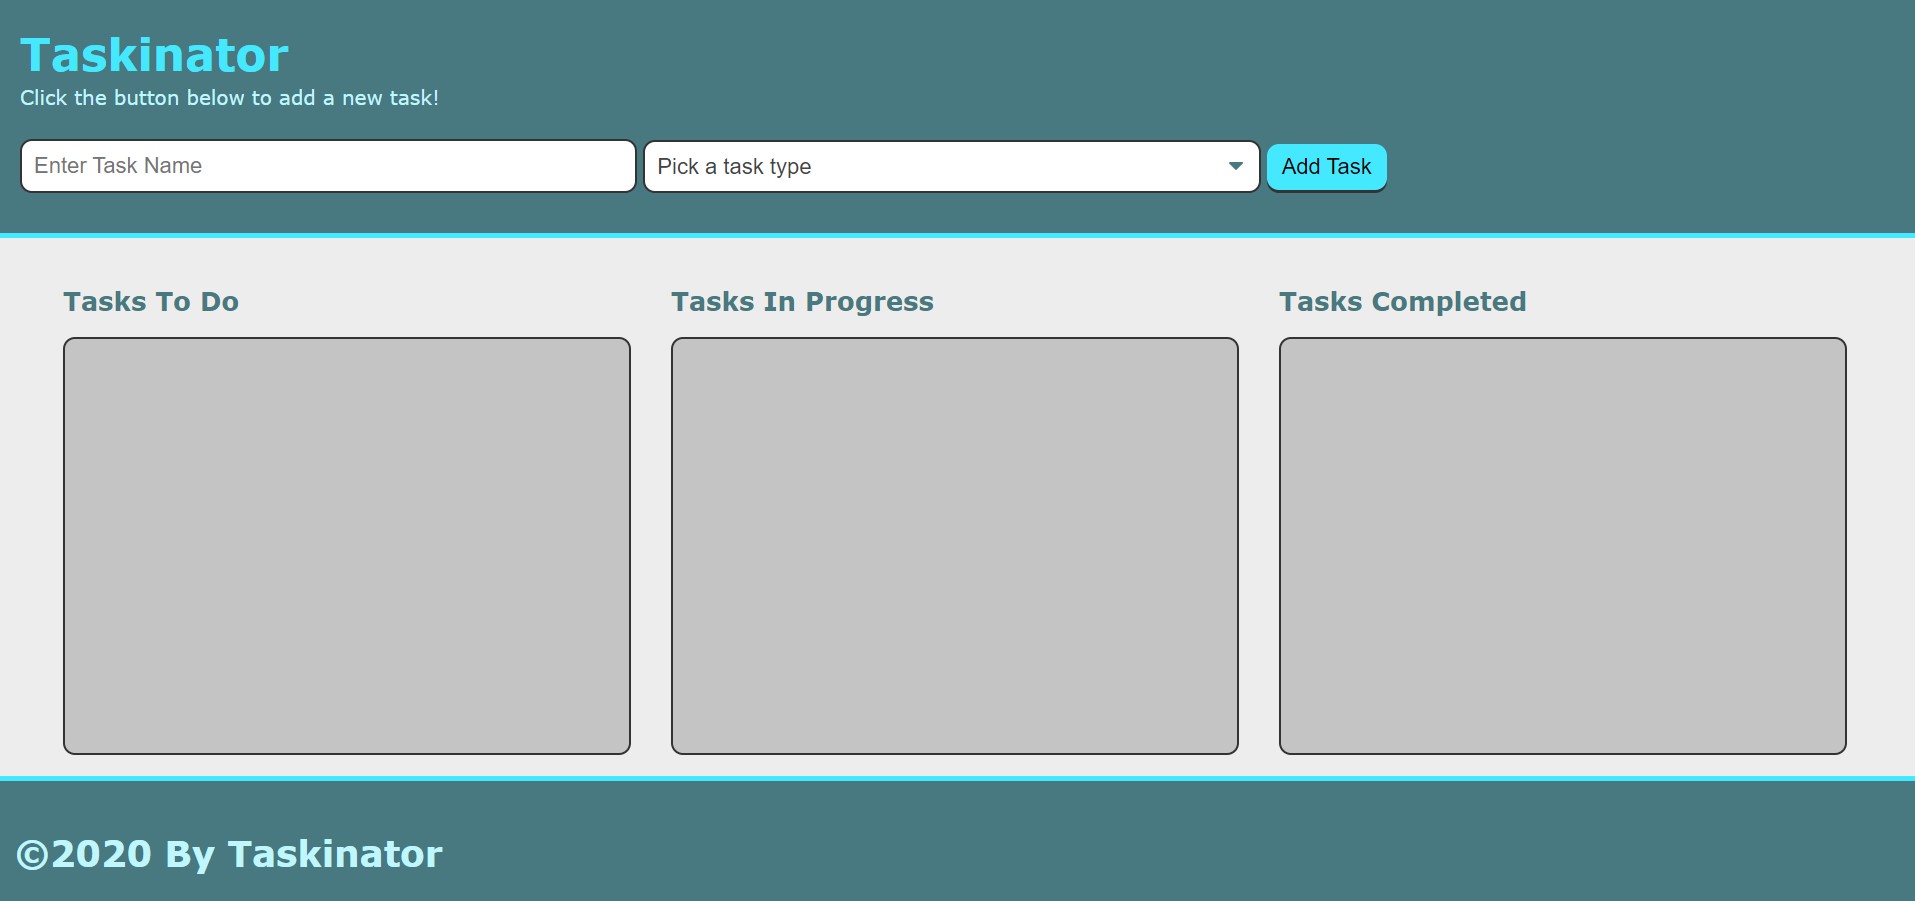 Taskinator
Click the button below to add a new task!
Enter Task Name
Pick a task type
Add Task
Tasks To Do
Tasks In Progress
Tasks Completed
©2020 By Taskinator